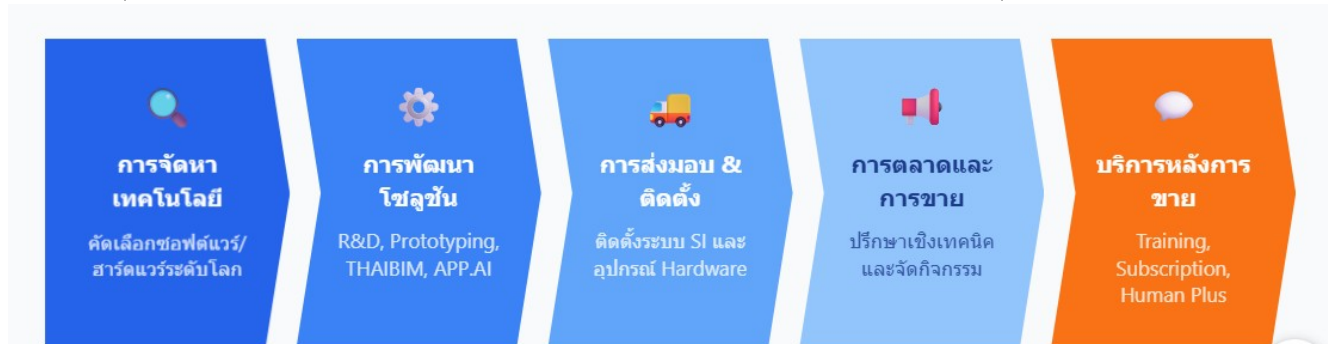 การจัดหา
เทคโนโลยี
คัดเลือกซอฟต์แวร์/
ฮาร์ดแวร์ระดับโลก
การพัฒนา
โซลูชัน
R&D, Prototyping,
THAIBIM, APP.AI
การส่งมอบ &
ติดตั้ง
ติดตั้งระบบ SI และ
อุปกรณ์ Hardware
การตลาดและ
การขาย
ปรึกษาเชิงเทคนิค
และจัดกิจกรรม
บริการหลังการ
ขาย
Training,
Subscription,
Human Plus